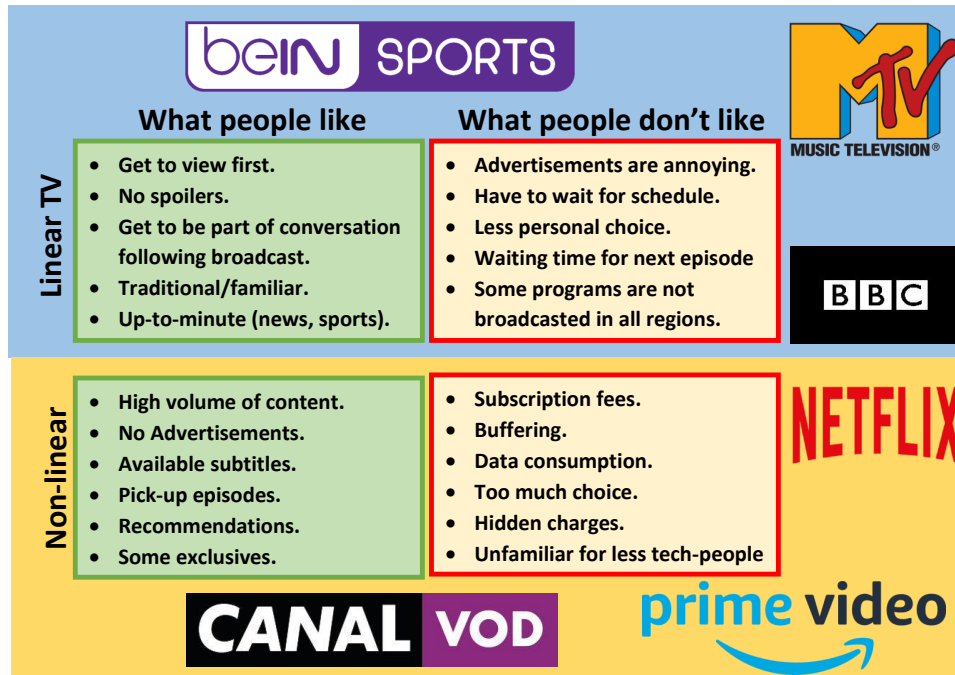 beIN SPORTS
MTV
MUSIC TELEVISION®
What people like
What people don't like
Linear TV
• Get to view first.
• No spoilers.
• Get to be part of conversation
following broadcast.
• Traditional/familiar.
• Up-to-minute (news, sports).
• Advertisements are annoying.
• Have to wait for schedule.
• Less personal choice.
• Waiting time for next episode
• Some programs are not
broadcasted in all regions.
BBC
Non-linear
• High volume of content.
• No Advertisements.
• Available subtitles.
• Pick-up episodes.
• Recommendations.
• Some exclusives.
• Subscription fees.
• Buffering.
• Data consumption.
• Too much choice.
• Hidden charges.
• Unfamiliar for less tech-people
NETFLIX
CANAL VOD
prime video